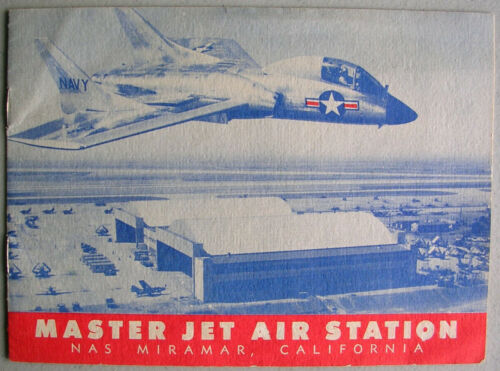 NAVY
MASTER JET AIR STATION
NAS MIRAMAR, CALIFORNIA